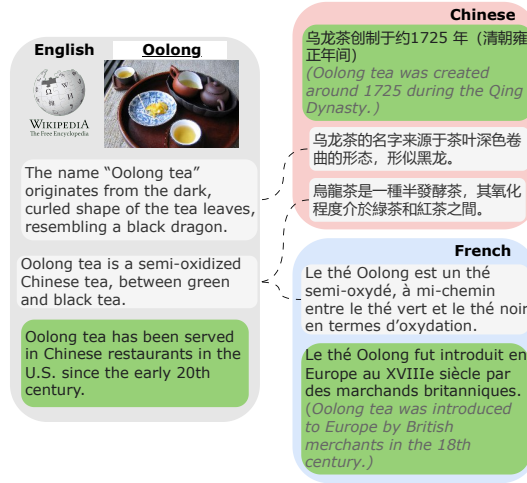 English
Oolong
WIKIPEDIA
The Free Encyclopedia
The name “Oolong tea”
originates from the dark,
curled shape of the tea leaves,
resembling a black dragon.
Oolong tea is a semi-oxidized
Chinese tea, between green
and black tea.
Oolong tea has been served
in Chinese restaurants in the
U.S. since the early 20th
century.
Chinese
乌龙茶创制于约1725 年（清朝雍
正年间）
(Oolong tea was created
around 1725 during the Qing
Dynasty.)
乌龙茶的名字来源于茶叶深色卷
曲的形态，形似黑龙。
烏龍茶是一種半發酵茶，其氧化
程度介於綠茶和紅茶之間。
French
Le thé Oolong est un thé
semi-oxydé, à mi-chemin
entre le thé vert et le thé noir
en termes d’oxydation.
Le thé Oolong fut introduit en
Europe au XVIIIe siècle par
des marchands britanniques.
(Oolong tea was introduced
to Europe by British
merchants in the 18th
century.)